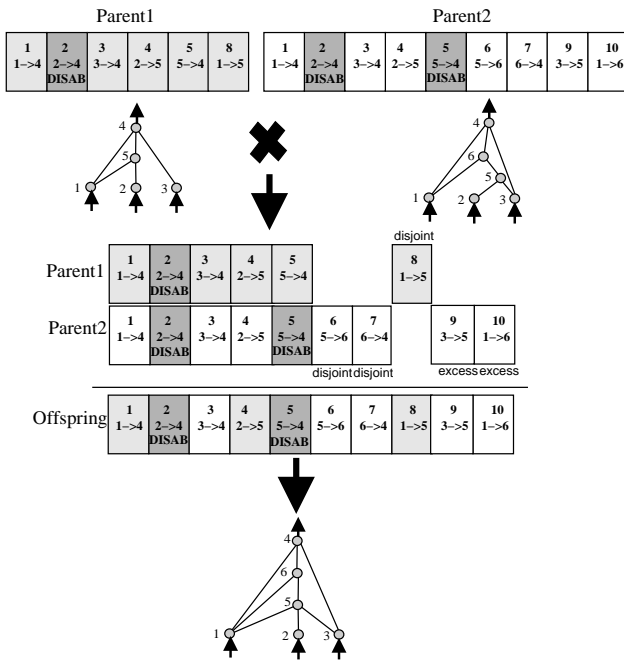 Parent1
Parent2
1 2 3 4 5 8
1−>4 2−>4 3−>4 2−>5 5−>4 1−>5
DISAB
1 2 3 4 5 6 7 9 10
1−>4 2−>4 3−>4 2−>5 5−>4 5−>6 6−>4 3−>5 1−>6
DISAB DISAB
4
5
1 2 3
4
6
5
1 2 3
disjoint
Parent1
1 2 3 4 5 8
1−>4 2−>4 3−>4 2−>5 5−>4 1−>5
DISAB
Parent2
1 2 3 4 5 6 7 9 10
1−>4 2−>4 3−>4 2−>5 5−>4 5−>6 6−>4 3−>5 1−>6
DISAB DISAB
disjoint disjoint excess excess
Offspring
1 2 3 4 5 6 7 8 9 10
1−>4 2−>4 3−>4 2−>5 5−>4 5−>6 6−>4 1−>5 3−>5 1−>6
DISAB DISAB
4
6
5
1 2 3